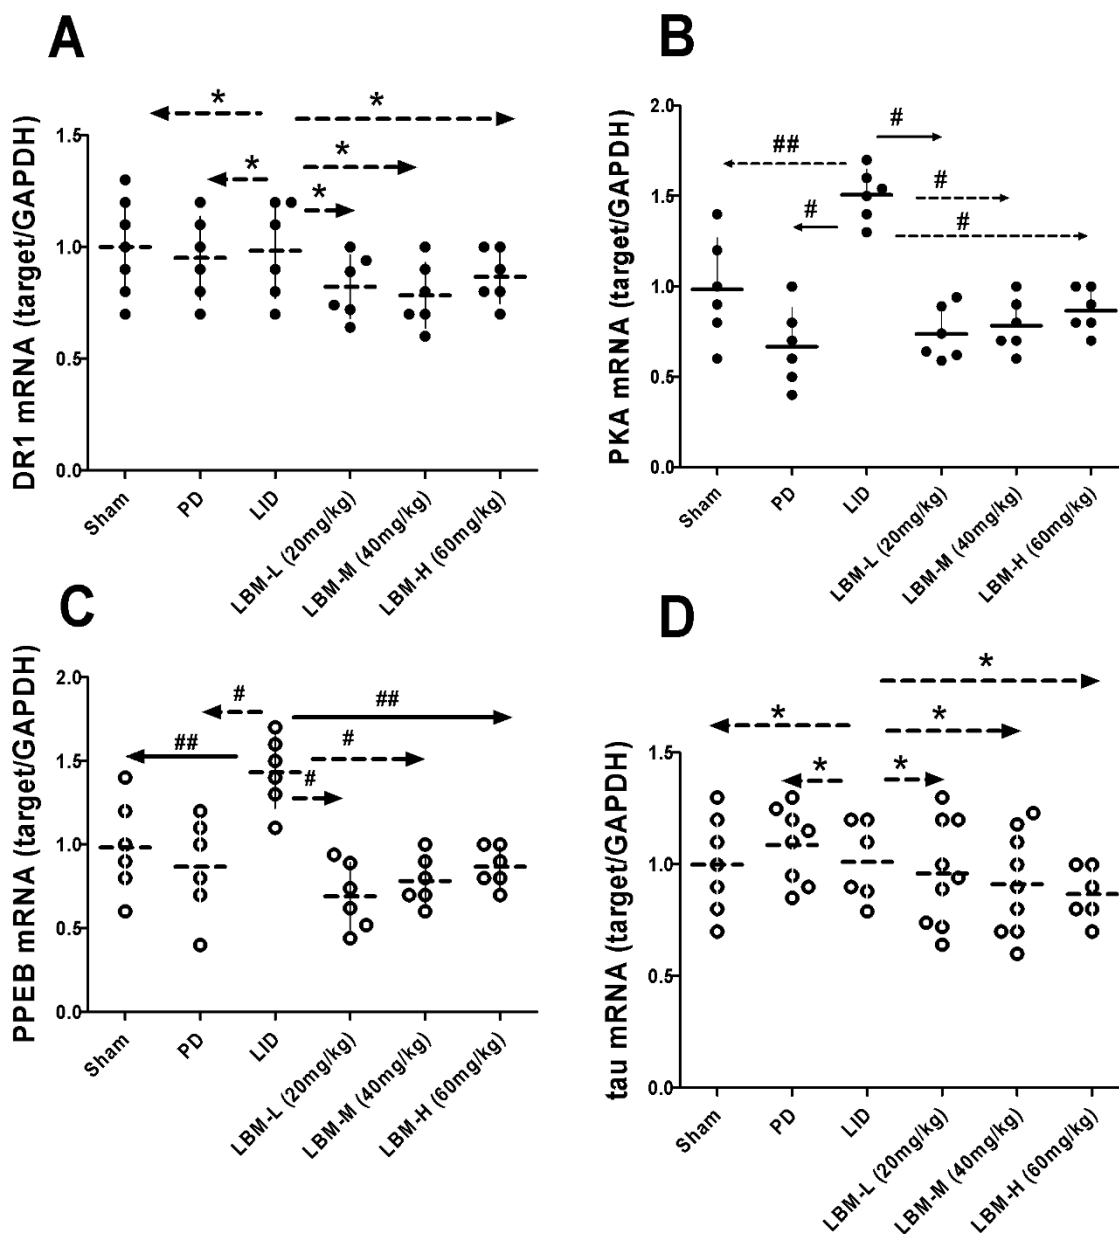 A
DR1 mRNA (target/GAPDH)
* *
*
* *
1.5
1.0
0.5
0.0
Sham
PD
LID
LBM-L (20mg/kg)
LBM-M (40mg/kg)
LBM-H (60mg/kg)
B
PKA mRNA (target/GAPDH)
#
##
#
# #
2.0
1.5
1.0
0.5
0.0
Sham
PD
LID
LBM-L (20mg/kg)
LBM-M (40mg/kg)
LBM-H (60mg/kg)
C
PPEB mRNA (target/GAPDH)
# ##
## #
#
2.0
1.5
1.0
0.5
0.0
Sham
PD
LID
LBM-L (20mg/kg)
LBM-M (40mg/kg)
LBM-H (60mg/kg)
D
tau mRNA (target/GAPDH)
*
* *
* *
1.5
1.0
0.5
0.0
Sham
PD
LID
LBM-L (20mg/kg)
LBM-M (40mg/kg)
LBM-H (60mg/kg)